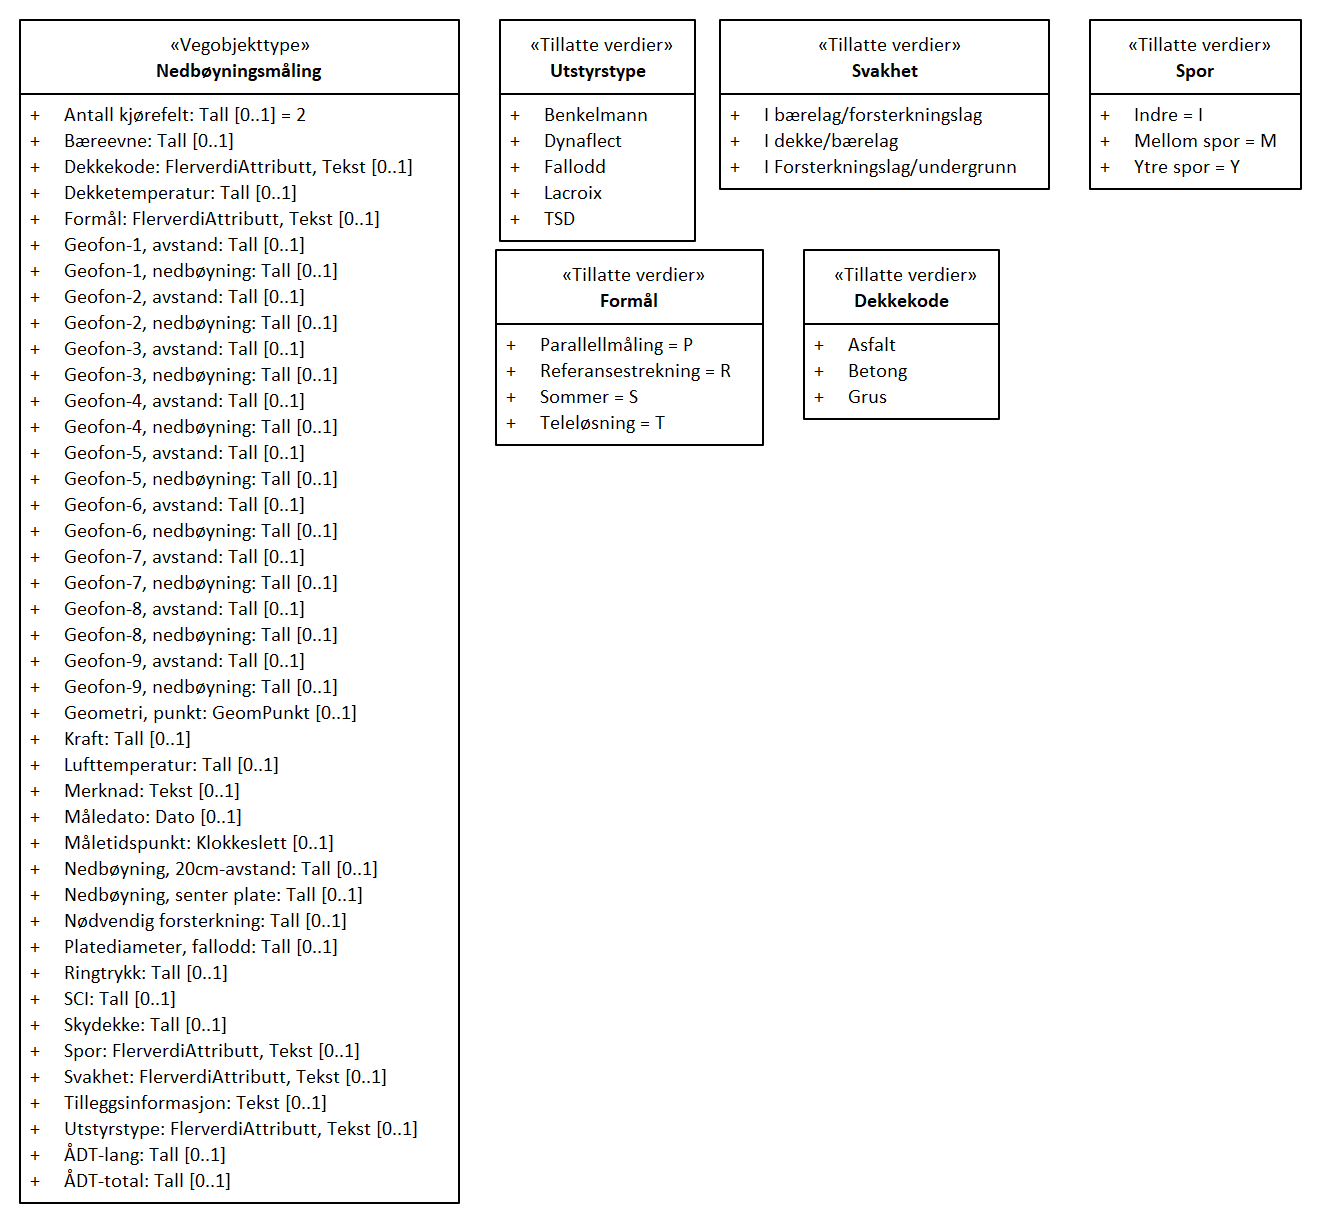 «Vegobjekttype»
Nedbøyningsmåling
+ Antall kjørefelt: Tall [0..1] = 2
+ Bæreevne: Tall [0..1]
+ Dekkekode: FlerverdiAttributt, Tekst [0..1]
+ Dekketemperatur: Tall [0..1]
+ Formål: FlerverdiAttributt, Tekst [0..1]
+ Geofon-1, avstand: Tall [0..1]
+ Geofon-1, nedbøyning: Tall [0..1]
+ Geofon-2, avstand: Tall [0..1]
+ Geofon-2, nedbøyning: Tall [0..1]
+ Geofon-3, avstand: Tall [0..1]
+ Geofon-3, nedbøyning: Tall [0..1]
+ Geofon-4, avstand: Tall [0..1]
+ Geofon-4, nedbøyning: Tall [0..1]
+ Geofon-5, avstand: Tall [0..1]
+ Geofon-5, nedbøyning: Tall [0..1]
+ Geofon-6, avstand: Tall [0..1]
+ Geofon-6, nedbøyning: Tall [0..1]
+ Geofon-7, avstand: Tall [0..1]
+ Geofon-7, nedbøyning: Tall [0..1]
+ Geofon-8, avstand: Tall [0..1]
+ Geofon-8, nedbøyning: Tall [0..1]
+ Geofon-9, avstand: Tall [0..1]
+ Geofon-9, nedbøyning: Tall [0..1]
+ Geometri, punkt: GeomPunkt [0..1]
+ Kraft: Tall [0..1]
+ Lufttemperatur: Tall [0..1]
+ Merknad: Tekst [0..1]
+ Måledato: Dato [0..1]
+ Måletidspunkt: Klokkeslett [0..1]
+ Nedbøyning, 20cm-avstand: Tall [0..1]
+ Nedbøyning, senter plate: Tall [0..1]
+ Nødvendig forsterkning: Tall [0..1]
+ Platediameter, fallodd: Tall [0..1]
+ Ringtrykk: Tall [0..1]
+ SCI: Tall [0..1]
+ Skydekke: Tall [0..1]
+ Spor: FlerverdiAttributt, Tekst [0..1]
+ Svakhet: FlerverdiAttributt, Tekst [0..1]
+ Tilleggsinformasjon: Tekst [0..1]
+ Utstyrstype: FlerverdiAttributt, Tekst [0..1]
+ ÅDT-lang: Tall [0..1]
+ ÅDT-total: Tall [0..1]
«Tillatte verdier»
Utstyrstype
+ Benkelmann
+ Dynaflect
+ Fallodd
+ Lacroix
+ TSD
«Tillatte verdier»
Svakhet
+ I bærelag/forsterkningslag
+ I dekke/bærelag
+ I Forsterkningslag/undergrunn
«Tillatte verdier»
Spor
+ Indre = I
+ Mellom spor = M
+ Ytre spor = Y
«Tillatte verdier»
Formål
+ Parallellmåling = P
+ Referansestrekning = R
+ Sommer = S
+ Teleløsning = T
«Tillatte verdier»
Dekkekode
+ Asfalt
+ Betong
+ Grus